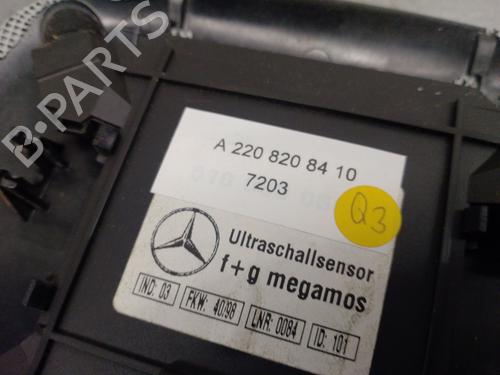 B-PARTS
A 220 820 84 10
7203
Q3
Ultraschallsensor
f+g megamos
IND: 03 FKW: 40/98 LNR: 0084 ID: 101